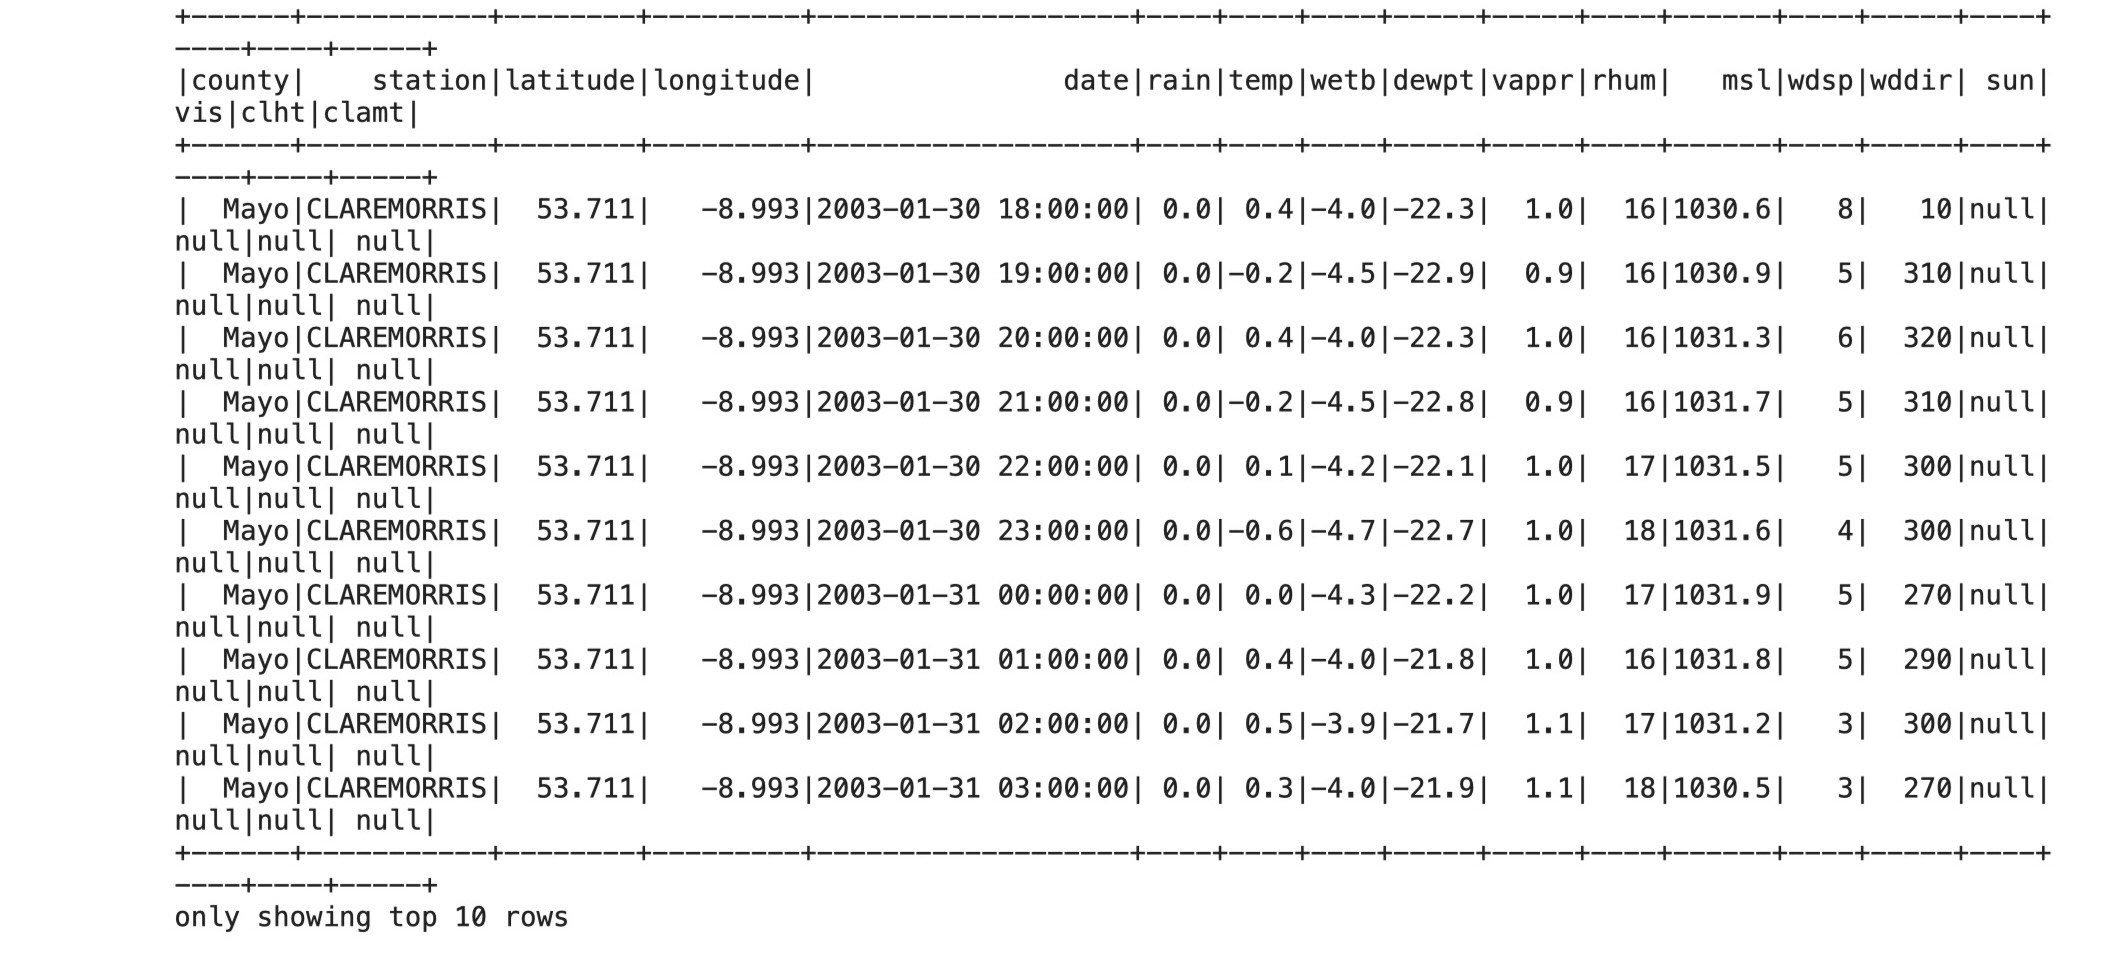 +------+-----------+--------+---------+-------------------+----+----+----+-----+-----+----+------+----+-----+----+
----+----+-----+
|county|    station|latitude|longitude|               date|rain|temp|wetb|dewpt|vappr|rhum|   msl|wdsp|wddir| sun|
vis|clht|clamt|
+------+-----------+--------+---------+-------------------+----+----+----+-----+-----+----+------+----+-----+----+
----+----+-----+
|  Mayo|CLAREMORRIS|  53.711|   -8.993|2003-01-30 18:00:00| 0.0| 0.4|-4.0|-22.3|  1.0|  16|1030.6|   8|   10|null|
null|null| null|
|  Mayo|CLAREMORRIS|  53.711|   -8.993|2003-01-30 19:00:00| 0.0|-0.2|-4.5|-22.9|  0.9|  16|1030.9|   5|  310|null|
null|null| null|
|  Mayo|CLAREMORRIS|  53.711|   -8.993|2003-01-30 20:00:00| 0.0| 0.4|-4.0|-22.3|  1.0|  16|1031.3|   6|  320|null|
null|null| null|
|  Mayo|CLAREMORRIS|  53.711|   -8.993|2003-01-30 21:00:00| 0.0|-0.2|-4.5|-22.8|  0.9|  16|1031.7|   5|  310|null|
null|null| null|
|  Mayo|CLAREMORRIS|  53.711|   -8.993|2003-01-30 22:00:00| 0.0| 0.1|-4.2|-22.1|  1.0|  17|1031.5|   5|  300|null|
null|null| null|
|  Mayo|CLAREMORRIS|  53.711|   -8.993|2003-01-30 23:00:00| 0.0|-0.6|-4.7|-22.7|  1.0|  18|1031.6|   4|  300|null|
null|null| null|
|  Mayo|CLAREMORRIS|  53.711|   -8.993|2003-01-31 00:00:00| 0.0| 0.0|-4.3|-22.2|  1.0|  17|1031.9|   5|  270|null|
null|null| null|
|  Mayo|CLAREMORRIS|  53.711|   -8.993|2003-01-31 01:00:00| 0.0| 0.4|-4.0|-21.8|  1.0|  16|1031.8|   5|  290|null|
null|null| null|
|  Mayo|CLAREMORRIS|  53.711|   -8.993|2003-01-31 02:00:00| 0.0| 0.5|-3.9|-21.7|  1.1|  17|1031.2|   3|  300|null|
null|null| null|
|  Mayo|CLAREMORRIS|  53.711|   -8.993|2003-01-31 03:00:00| 0.0| 0.3|-4.0|-21.9|  1.1|  18|1030.5|   3|  270|null|
null|null| null|
+------+-----------+--------+---------+-------------------+----+----+----+-----+-----+----+------+----+-----+----+
----+----+-----+
only showing top 10 rows